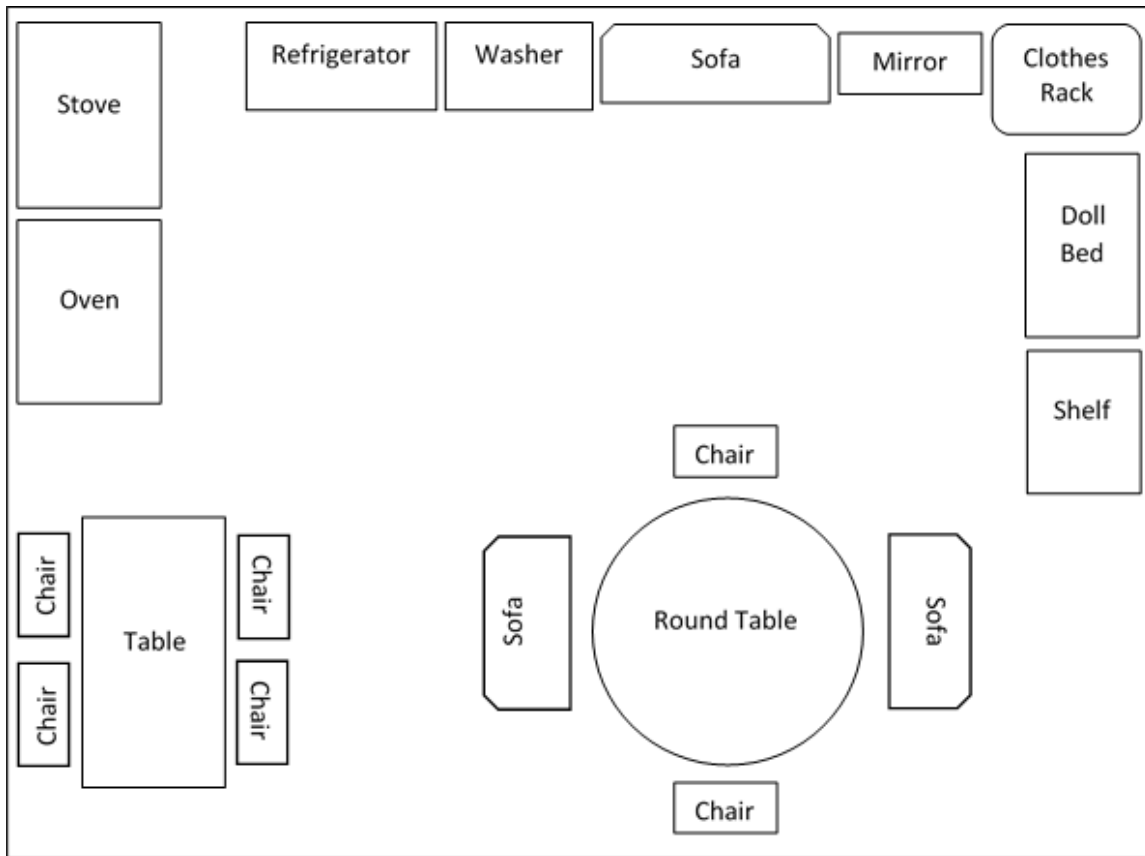 Stove
Refrigerator
Washer
Sofa
Mirror
Clothes
Rack
Doll
Bed
Oven
Shelf
Chair
Chair
Chair
Sofa
Sofa
Round Table
Table
Chair
Chair
Chair